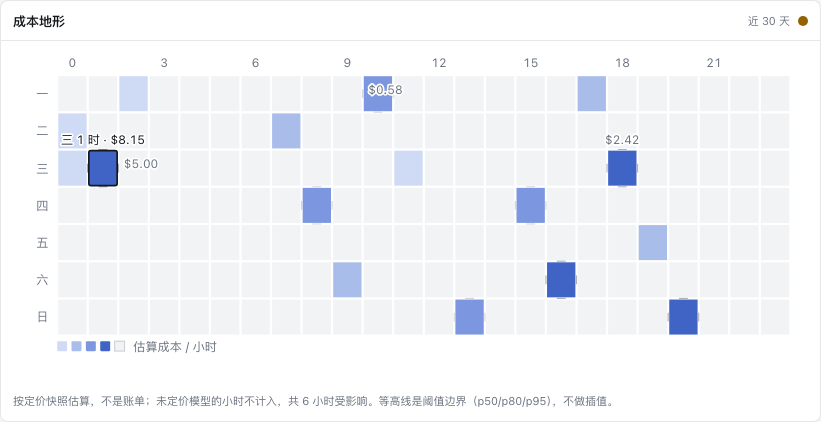 成本地形
近 30 天
0 3 6 9 12 15 18 21
一 $0.58
二
三 1 时 · $8.15 $2.42
三 $5.00
四
五
六
日
估算成本 / 小时
按定价快照估算，不是账单；未定价模型的小时不计入，共 6 小时受影响。等高线是阈值边界（p50/p80/p95），不做插值。